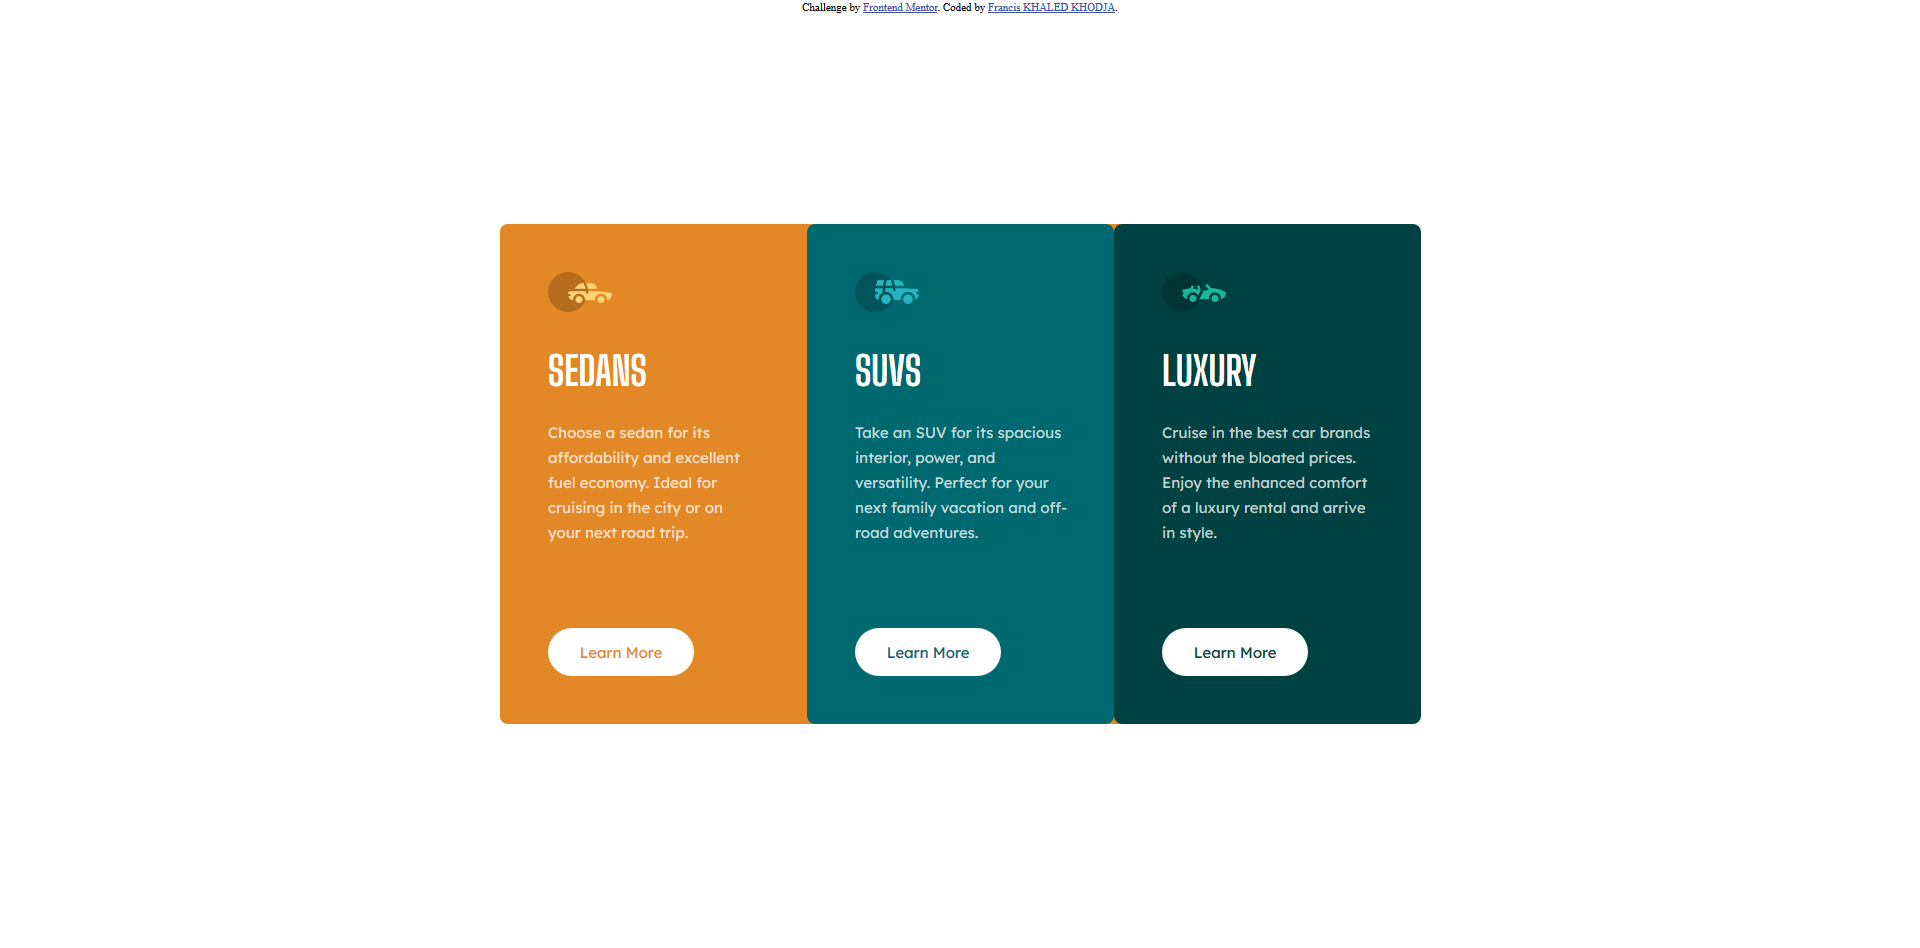 Challenge by Frontend Mentor. Coded by Francis KHALED KHODJA.
SEDANS
Choose a sedan for its
affordability and excellent
fuel economy. Ideal for
cruising in the city or on
your next road trip.
Learn More
SUVS
Take an SUV for its spacious
interior, power, and
versatility. Perfect for your
next family vacation and off-
road adventures.
Learn More
LUXURY
Cruise in the best car brands
without the bloated prices.
Enjoy the enhanced comfort
of a luxury rental and arrive
in style.
Learn More